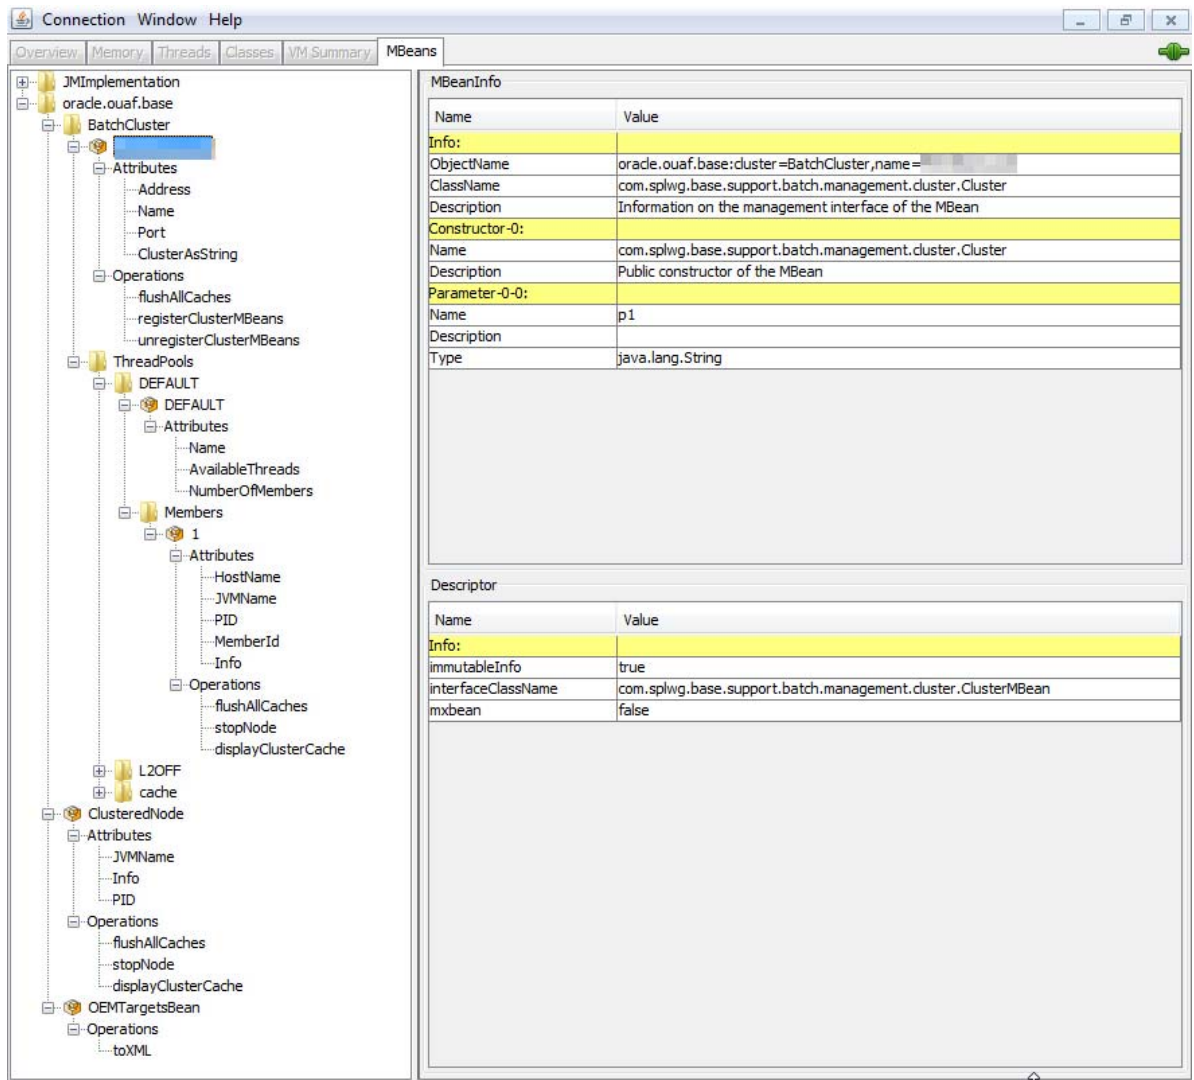 Connection Window Help
Overview Memory Threads Classes VM Summary MBeans
JMImplementation
oracle.ouaf.base
BatchCluster
Attributes
Address
Name
Port
ClusterAsString
Operations
flushAllCaches
registerClusterMBeans
unregisterClusterMBeans
ThreadPools
DEFAULT
DEFAULT
Attributes
Name
AvailableThreads
NumberOfMembers
Members
1
Attributes
HostName
JVMName
PID
MemberId
Info
Operations
flushAllCaches
stopNode
displayClusterCache
L2OFF
cache
ClusteredNode
Attributes
JVMName
Info
PID
Operations
flushAllCaches
stopNode
displayClusterCache
OEMTargetsBean
Operations
toXML
MBeanInfo
Name Value
Info:
ObjectName oracle.ouaf.base:cluster=BatchCluster,name=
ClassName com.splwg.base.support.batch.management.cluster.Cluster
Description Information on the management interface of the MBean
Constructor-0:
Name com.splwg.base.support.batch.management.cluster.Cluster
Description Public constructor of the MBean
Parameter-0-0:
Name p1
Description
Type java.lang.String
Descriptor
Name Value
Info:
immutableInfo true
interfaceClassName com.splwg.base.support.batch.management.cluster.ClusterMBean
mxbean false